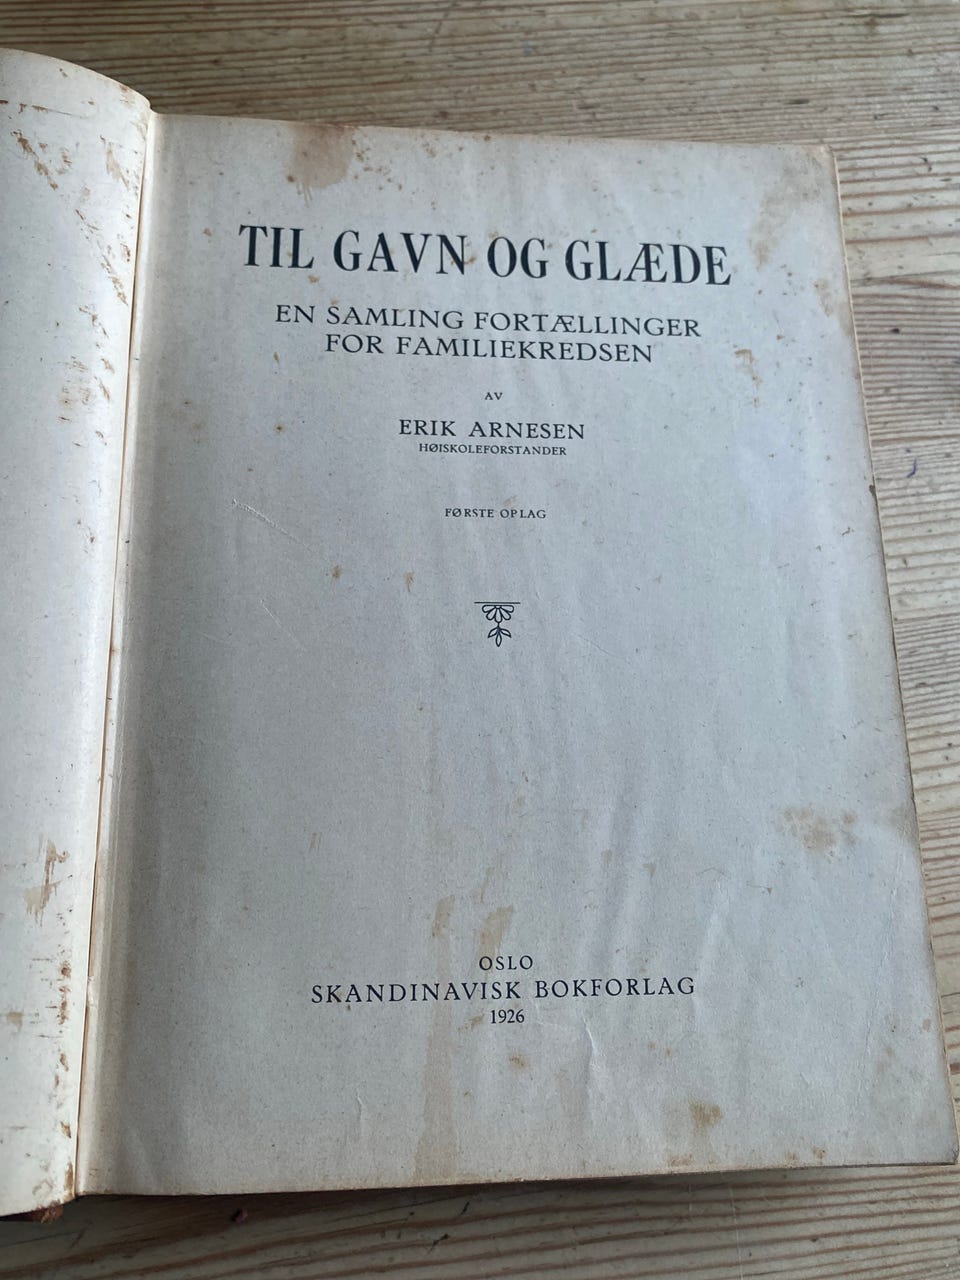 TIL GAVN OG GLÆDE
EN SAMLING FORTÆLLINGER
FOR FAMILIEKREDSEN
AV
ERIK ARNESEN
HØISKOLEFORSTANDER
FØRSTE OPLAG
OSLO
SKANDINAVISK BOKFORLAG
1926